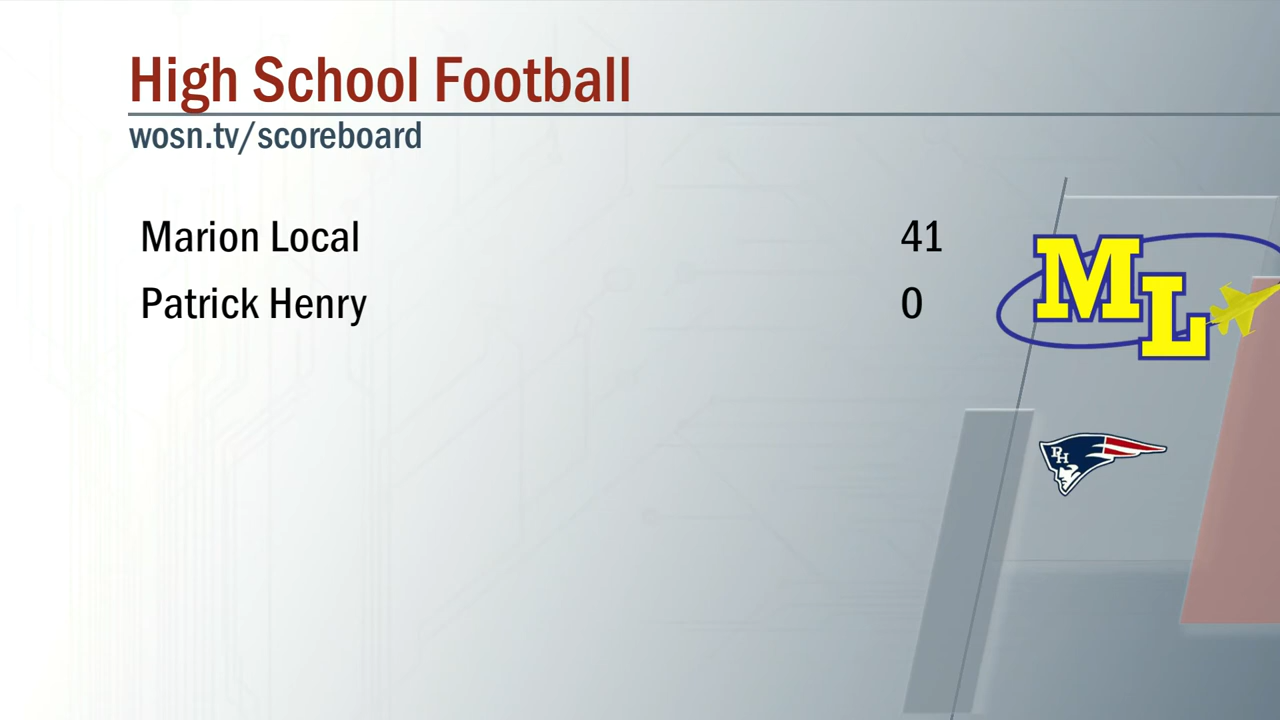 High School Football
wosn.tv/scoreboard
Marion Local 41
Patrick Henry 0
ML
PH